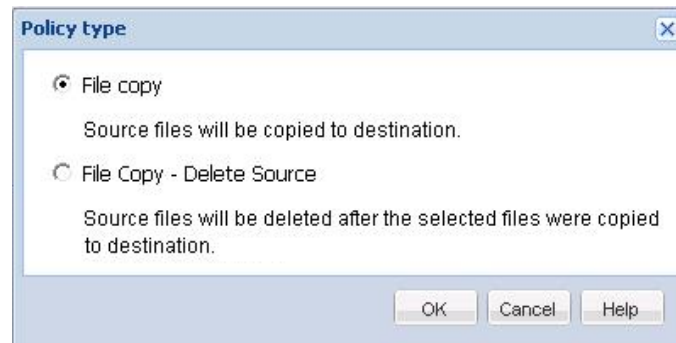 Policy type
File copy
Source files will be copied to destination.
File Copy - Delete Source
Source files will be deleted after the selected files were copied
to destination.
OK Cancel Help